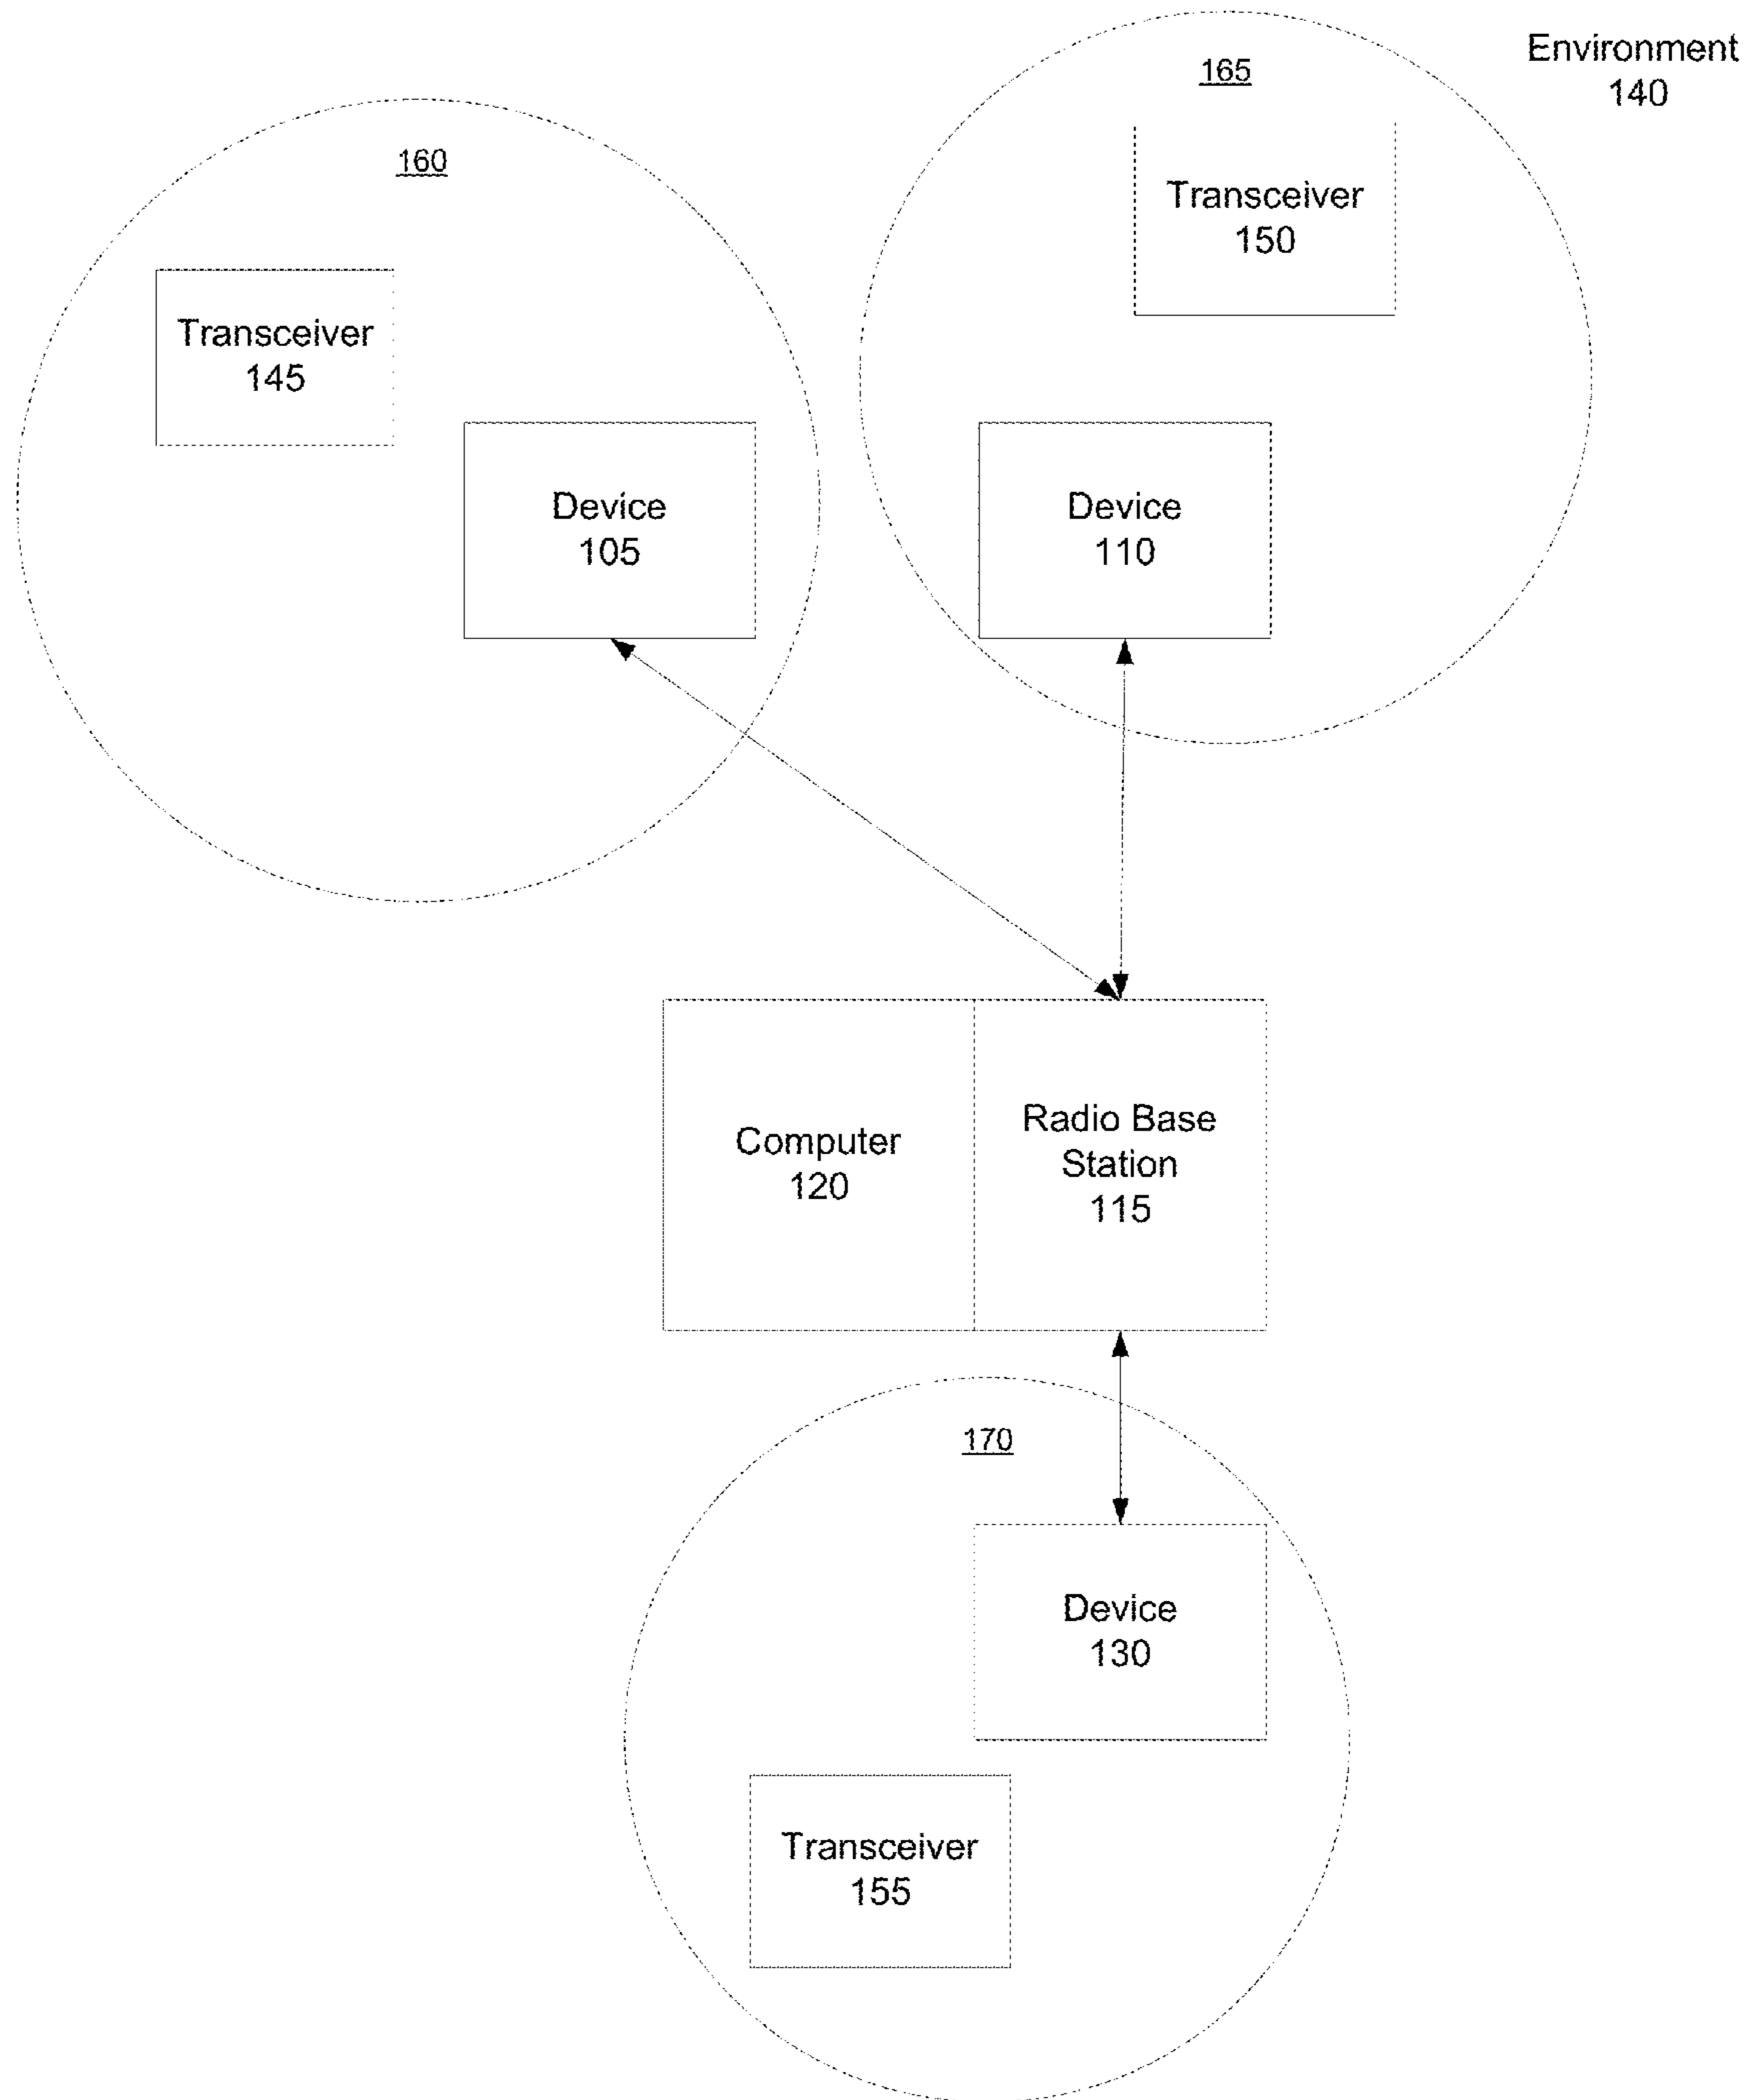 Environment
140
165
160
Transceiver
150
Transceiver
145
Device
105
Device
110
Computer
120
Radio Base
Station
115
170
Device
130
Transceiver
155